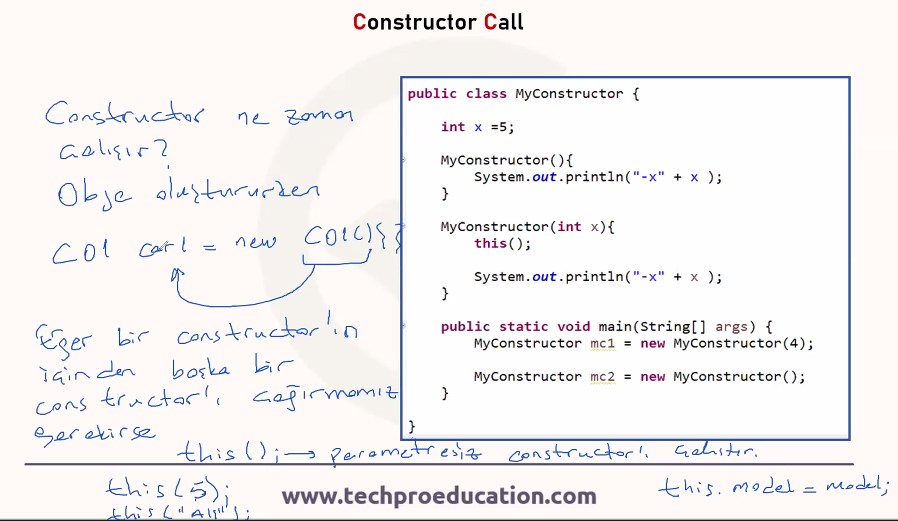 Constructor Call
Constructor ne zaman
çalışır?
Obje oluştururken
C01 car1 = new C01(){ }
Eğer bir constructor'ın
içinden başka bir
constructor'ı çağırmamız
gerekirse
this(); → parametresiz constructor'ı çalıştır.
this(5);
this("Ali");
this.model = model;
public class MyConstructor {
int x =5;
MyConstructor(){
System.out.println("-x" + x );
}
MyConstructor(int x){
this();
System.out.println("-x" + x );
}
public static void main(String[] args) {
MyConstructor mc1 = new MyConstructor(4);
MyConstructor mc2 = new MyConstructor();
}
}
www.techproeducation.com